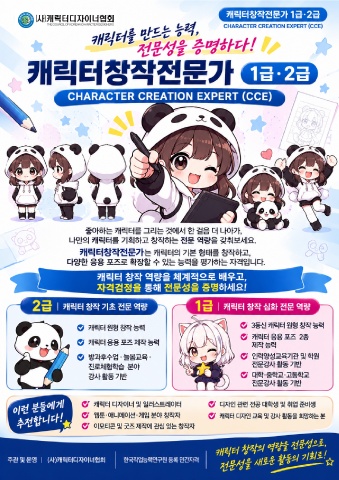 (사)캐릭터디자이너협회
캐릭터창작전문가 1급·2급
CHARACTER CREATION EXPERT (CCE)
캐릭터를 만드는 능력,
전문성을 증명하다!
캐릭터창작전문가 1급·2급
CHARACTER CREATION EXPERT (CCE)
좋아하는 캐릭터를 그리는 것에서 한 걸음 더 나아가,
나만의 캐릭터를 기획하고 창작하는 전문 역량을 갖춰보세요.
캐릭터창작전문가는 캐릭터의 기본 형태를 창작하고,
다양한 응용 포즈로 확장할 수 있는 능력을 평가하는 자격입니다.
캐릭터 창작 역량을 체계적으로 배우고,
자격검정을 통해 전문성을 증명하세요!
2급 캐릭터 창작 기초 전문 역량
캐릭터 원형 창작 능력
캐릭터 응용 포즈 제작 능력
방과후수업·늘봄교육·
진로체험학습 분야
강사 활동 기반
1급 캐릭터 창작 심화 전문 역량
3등신 캐릭터 원형 창작 능력
캐릭터 응용 포즈 2종
제작 능력
인력양성교육기관 및 학원
전문강사 활동 기반
대학·중학교·고등학교
전문강사 활동 기반
이런 분들에게
추천합니다!
캐릭터 디자이너 및 일러스트레이터
웹툰·애니메이션·게임 분야 창작자
이모티콘 및 굿즈 제작에 관심 있는 창작자
디자인 관련 전공 대학생 및 취업 준비생
캐릭터 디자인 교육 및 강사 활동을 희망하는 분
주관 및 운영 (사)캐릭터디자이너협회
한국직업능력연구원 등록 민간자격
캐릭터 창작의 역량을 전문성으로,
전문성을 새로운 활동의 기회로!